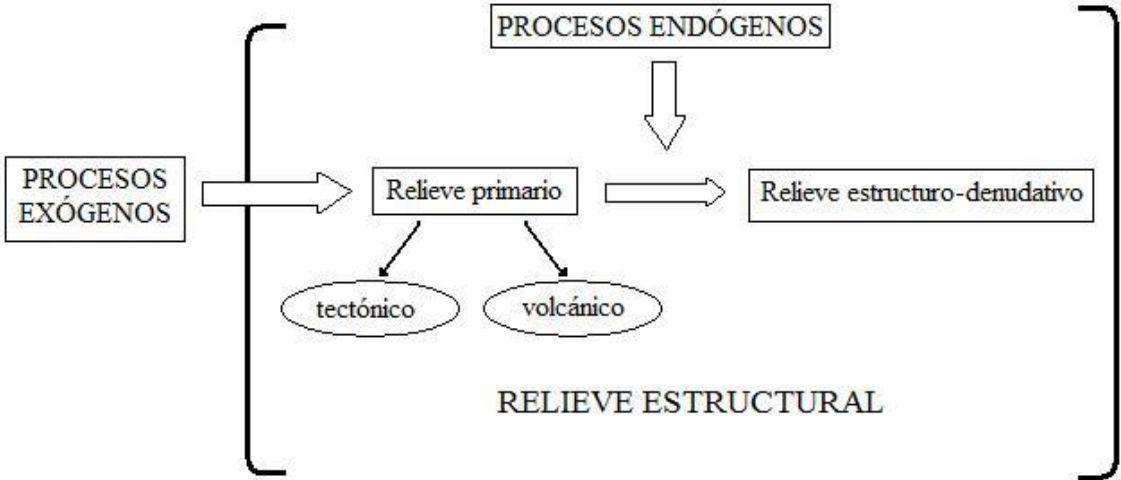 PROCESOS ENDÓGENOS
PROCESOS
EXÓGENOS
Relieve primario
Relieve estructuro-denudativo
tectónico
volcánico
RELIEVE ESTRUCTURAL